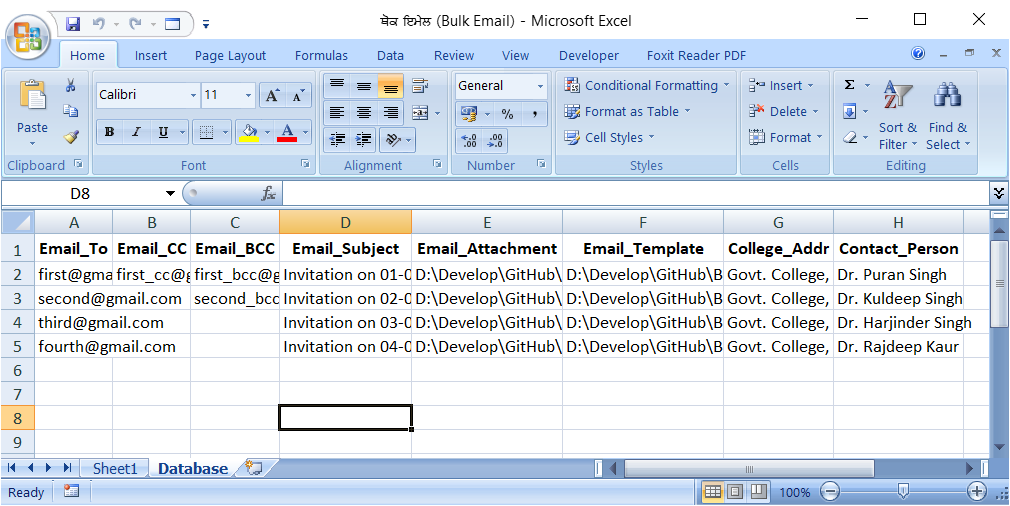 ਥੋਕ ਇਮੇਲ (Bulk Email) - Microsoft Excel
Home Insert Page Layout Formulas Data Review View Developer Foxit Reader PDF
Calibri 11 General Conditional Formatting Insert Σ
Paste B I U A % , Format as Table Delete Sort & Filter Find & Select
Cell Styles Format
Clipboard Font Alignment Number Styles Cells Editing
D8 fx
A B C D E F G H
1 Email_To Email_CC Email_BCC Email_Subject Email_Attachment Email_Template College_Addr Contact_Person
2 first@gma first_cc@g first_bcc@g Invitation on 01-0 D:\Develop\GitHub\ D:\Develop\GitHub\B Govt. College, Dr. Puran Singh
3 second@gmail.com second_bcc Invitation on 02-0 D:\Develop\GitHub\ D:\Develop\GitHub\B Govt. College, Dr. Kuldeep Singh
4 third@gmail.com Invitation on 03-0 D:\Develop\GitHub\ D:\Develop\GitHub\B Govt. College, Dr. Harjinder Singh
5 fourth@gmail.com Invitation on 04-0 D:\Develop\GitHub\ D:\Develop\GitHub\B Govt. College, Dr. Rajdeep Kaur
6
7
8
9
Sheet1 Database
Ready 100%